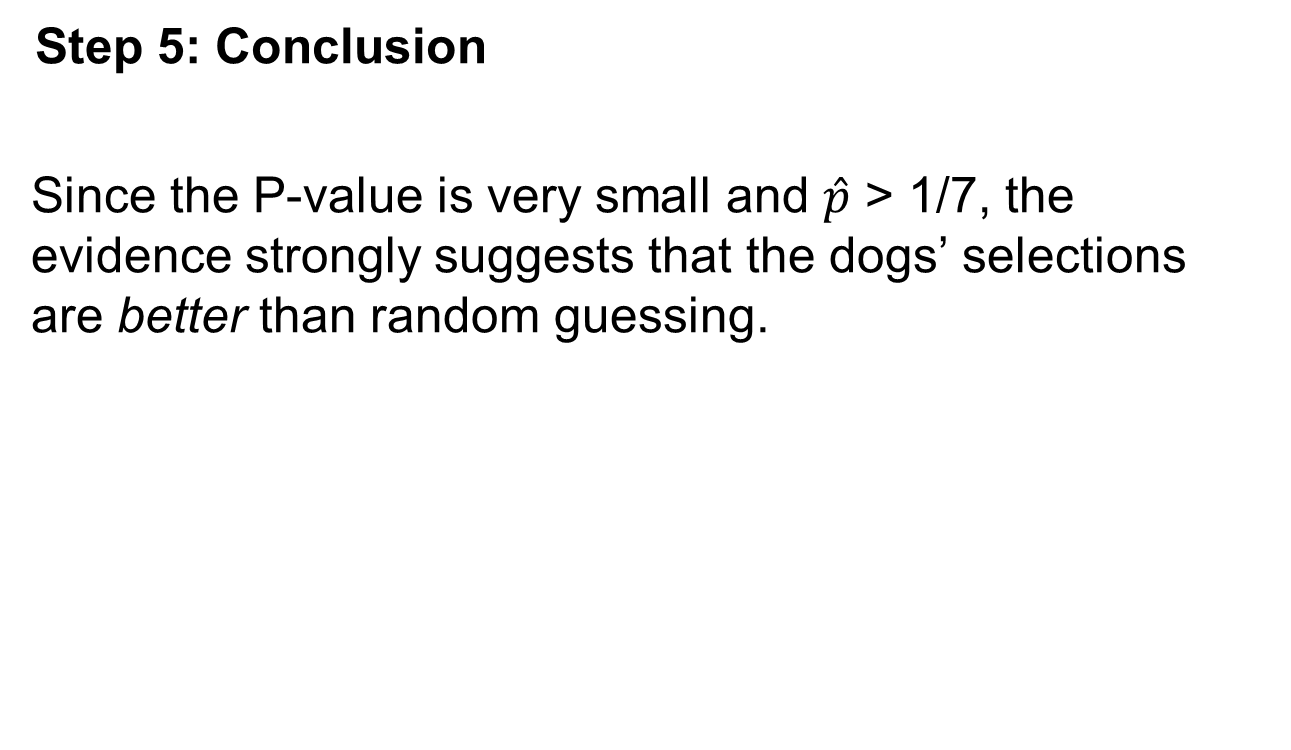 Step 5: Conclusion
Since the P-value is very small and p̂ > 1/7, the
evidence strongly suggests that the dogs’ selections
are better than random guessing.